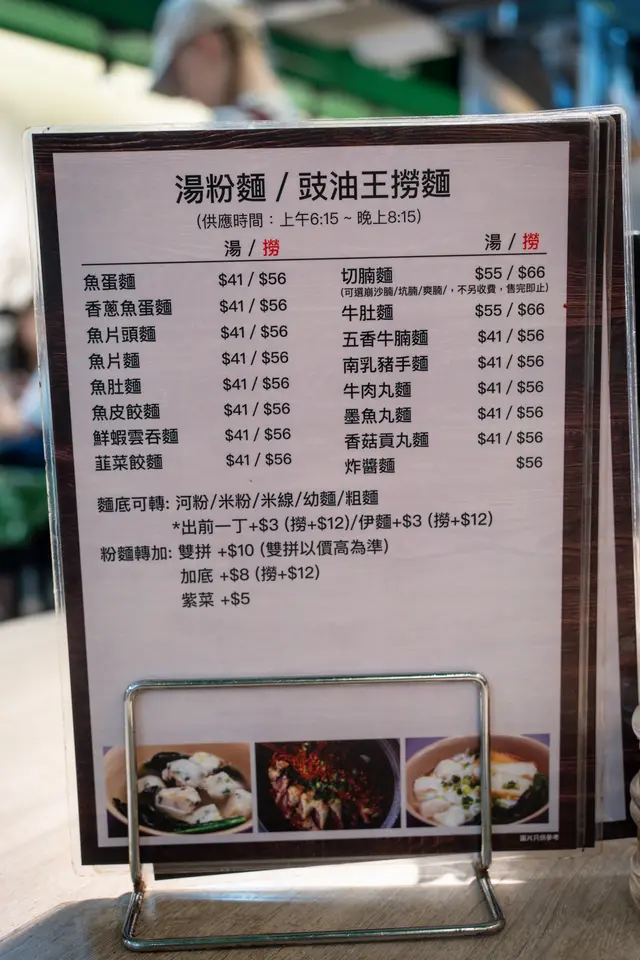 湯粉麵 / 豉油王撈麵
(供應時間：上午6:15 ~ 晚上8:15)
湯 / 撈
魚蛋麵 $41 / $56
香蔥魚蛋麵 $41 / $56
魚片頭麵 $41 / $56
魚片麵 $41 / $56
魚肚麵 $41 / $56
魚皮餃麵 $41 / $56
鮮蝦雲吞麵 $41 / $56
韮菜餃麵 $41 / $56
湯 / 撈
切腩麵 $55 / $66
(可選崩沙腩/坑腩/爽腩/，不另收費，售完即止)
牛肚麵 $55 / $66
五香牛腩麵 $41 / $56
南乳豬手麵 $41 / $56
牛肉丸麵 $41 / $56
墨魚丸麵 $41 / $56
香菇貢丸麵 $41 / $56
炸醬麵 $56
麵底可轉: 河粉/米粉/米線/幼麵/粗麵
*出前一丁+$3 (撈+$12)/伊麵+$3 (撈+$12)
粉麵轉加: 雙拼 +$10 (雙拼以價高為準)
加底 +$8 (撈+$12)
紫菜 +$5
圖片只供參考